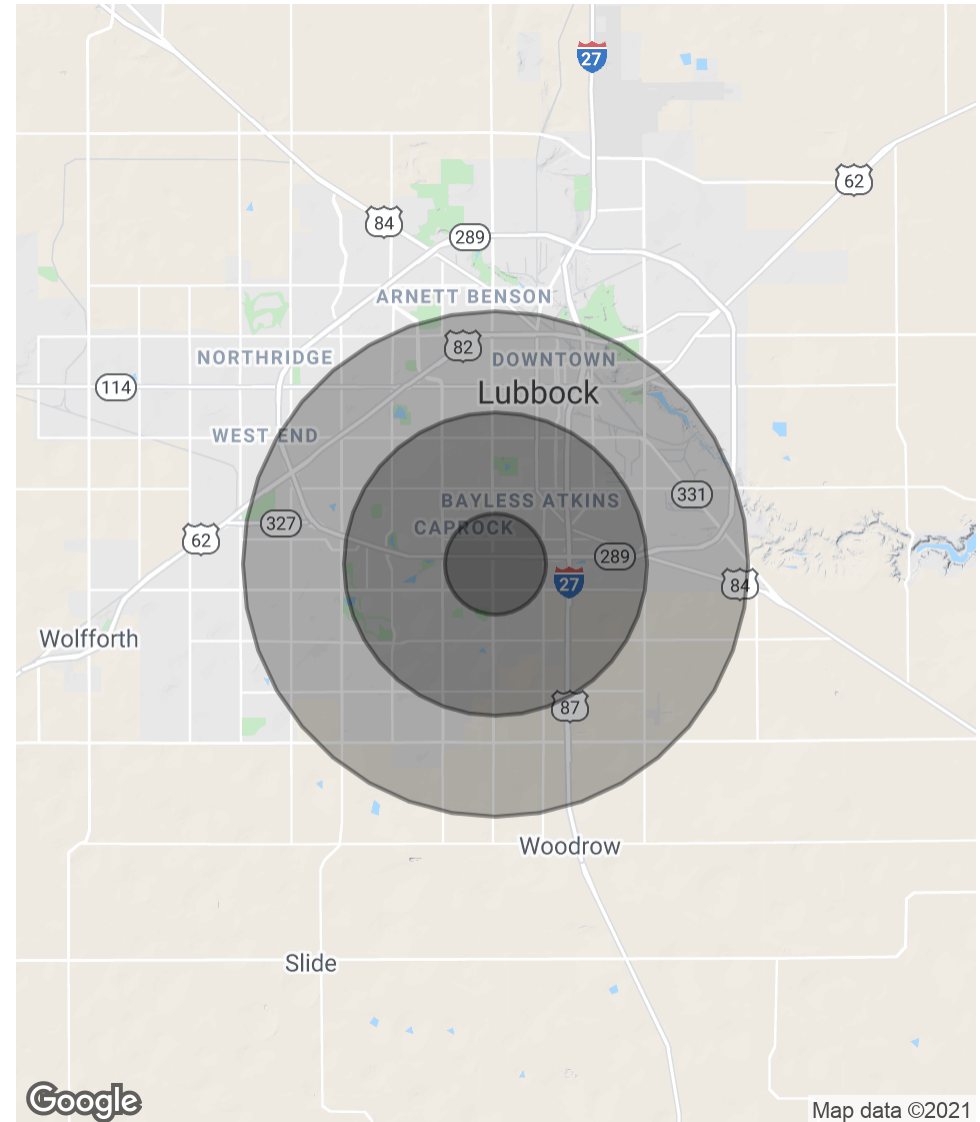 27
62
84
289
ARNETT BENSON
82
NORTHRIDGE
DOWNTOWN
114
Lubbock
WEST END
331
BAYLESS ATKINS
327
CAPROCK
62
289
27
84
Wolfforth
87
Woodrow
Slide
Google
Map data ©2021